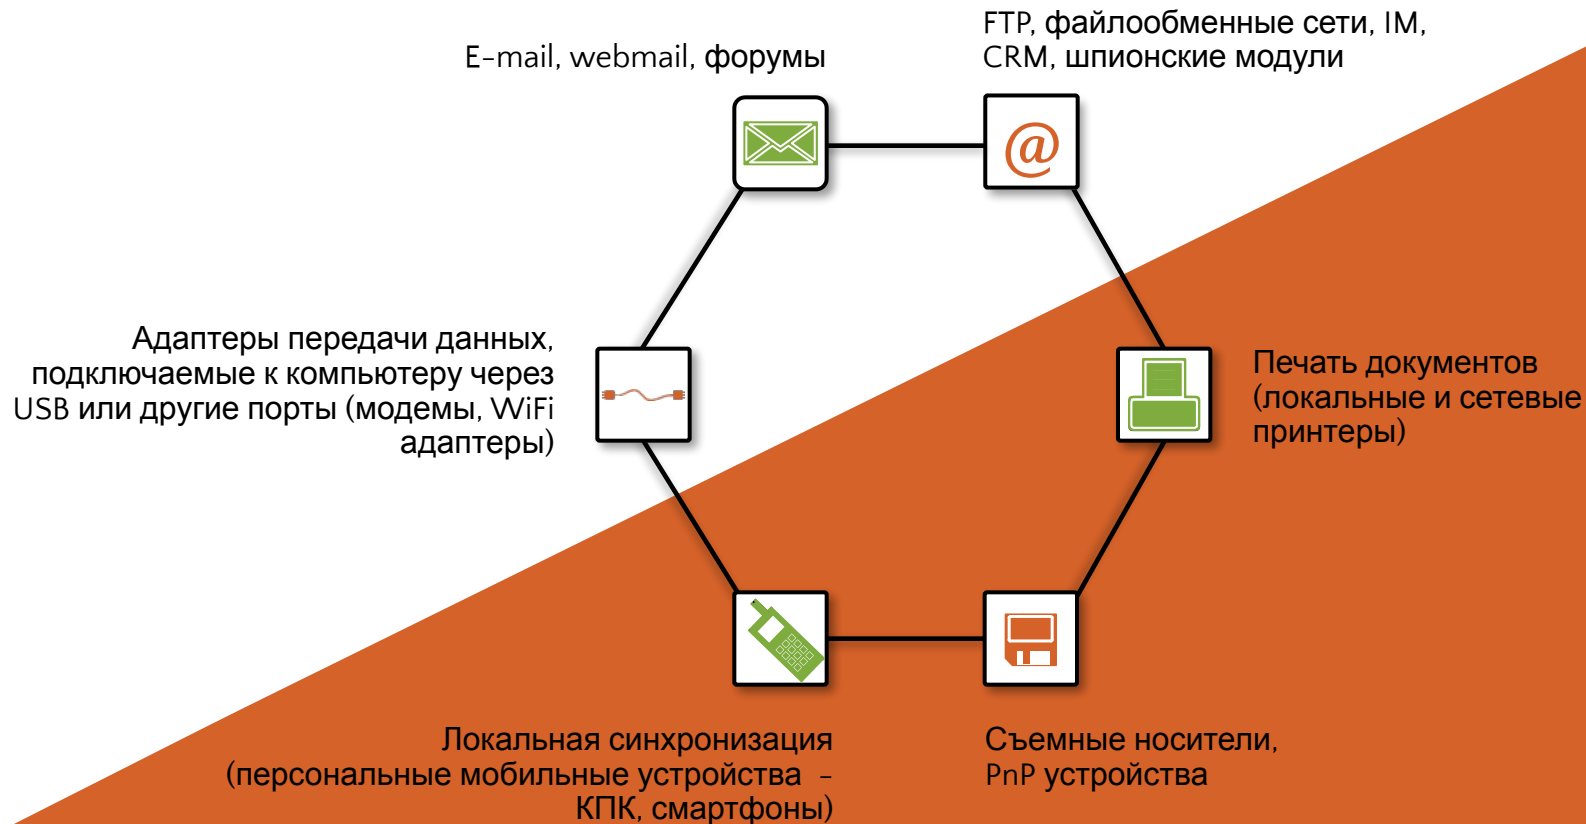 E-mail, webmail, форумы
FTP, файлообменные сети, IM,
CRM, шпионские модули
@
Адаптеры передачи данных,
подключаемые к компьютеру через
USB или другие порты (модемы, WiFi
адаптеры)
Печать документов
(локальные и сетевые
принтеры)
Локальная синхронизация
(персональные мобильные устройства –
КПК, смартфоны)
Съемные носители,
PnP устройства